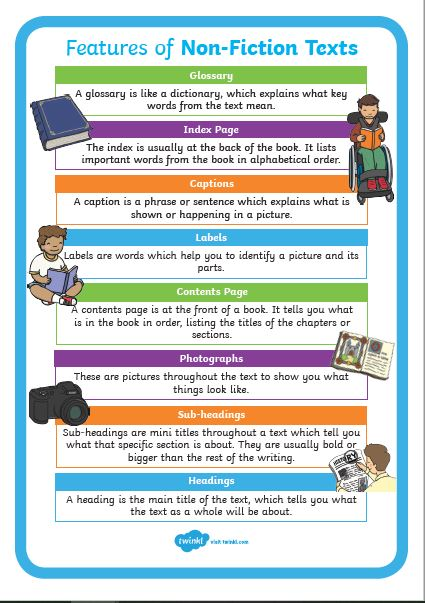 Features of Non-Fiction Texts
Glossary
A glossary is like a dictionary, which explains what key
words from the text mean.
Index Page
The index is usually at the back of the book. It lists
important words from the book in alphabetical order.
Captions
A caption is a phrase or sentence which explains what is
shown or happening in a picture.
Labels
Labels are words which help you to identify a picture and its
parts.
Contents Page
A contents page is at the front of a book. It tells you what
is in the book in order, listing the titles of the chapters or
sections.
Photographs
These are pictures throughout the text to show you what
things look like.
Sub-headings
Sub-headings are mini titles throughout a text which tell you
what that specific section is about. They are usually bold or
bigger than the rest of the writing.
Headings
A heading is the main title of the text, which tells you what
the text as a whole will be about.
twinkl visit twinkl.com